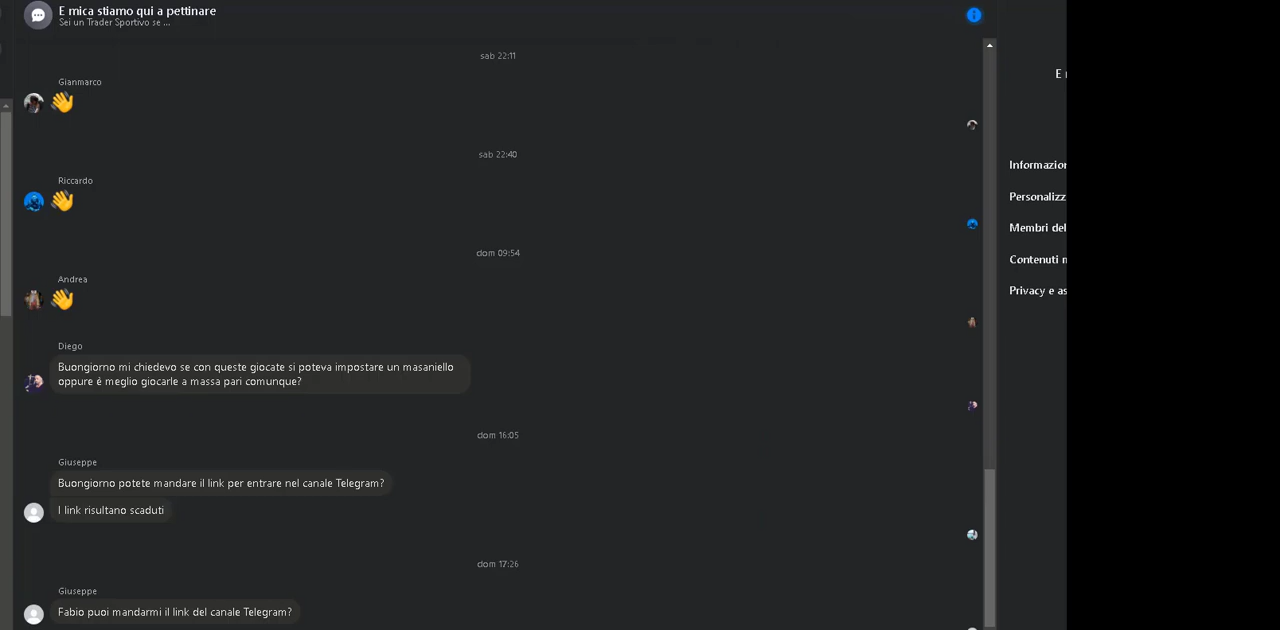 E mica stiamo qui a pettinare
Sei un Trader Sportivo se ...
sab 22:11
Gianmarco
sab 22:40
Riccardo
dom 09:54
Andrea
Diego
Buongiorno mi chiedevo se con queste giocate si poteva impostare un masaniello
oppure è meglio giocarle a massa pari comunque?
dom 16:05
Giuseppe
Buongiorno potete mandare il link per entrare nel canale Telegram?
I link risultano scaduti
dom 17:26
Giuseppe
Fabio puoi mandarmi il link del canale Telegram?
E
Informazion
Personalizz
Membri del
Contenuti
Privacy e as